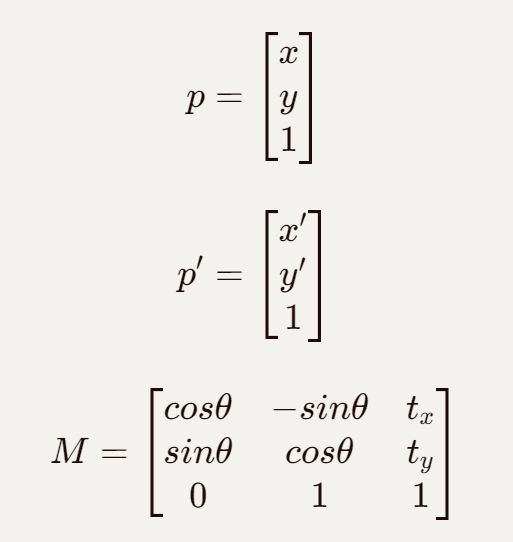 p = [x
y
1]
p′ = [x′
y′
1]
M = [cosθ −sinθ t_x
sinθ cosθ t_y
0 1 1]